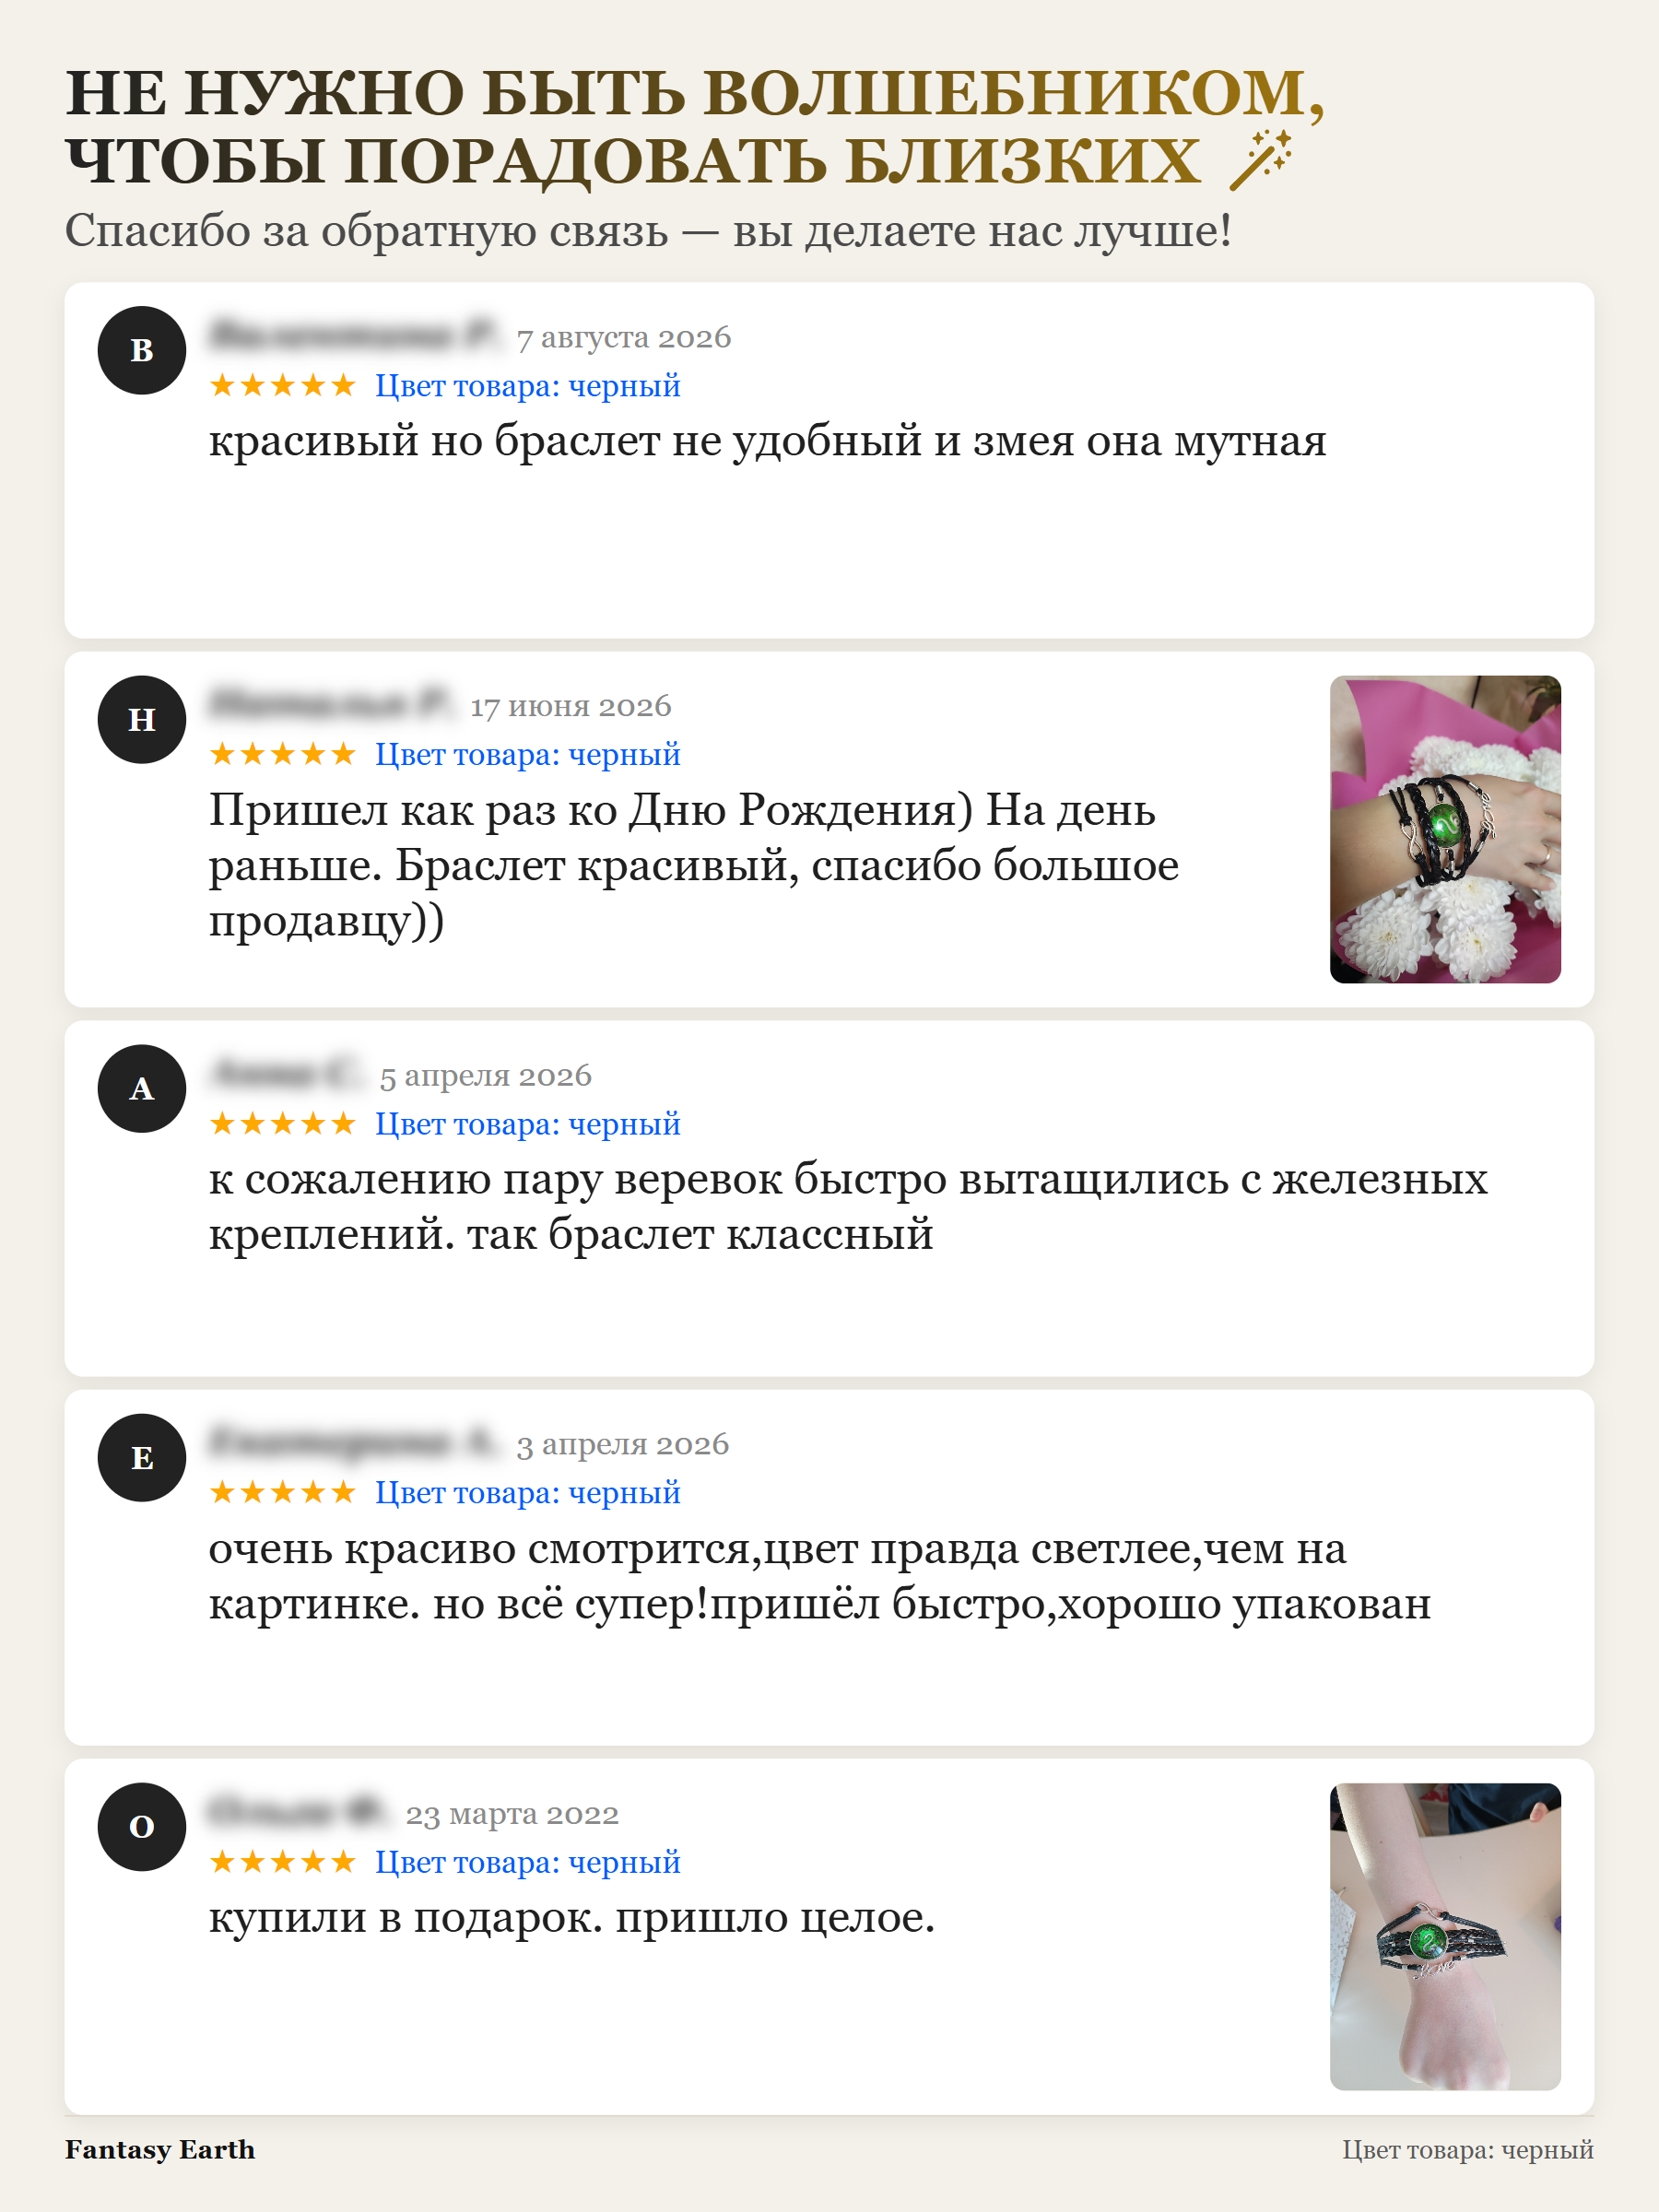 НЕ НУЖНО БЫТЬ ВОЛШЕБНИКОМ,
ЧТОБЫ ПОРАДОВАТЬ БЛИЗКИХ
Спасибо за обратную связь — вы делаете нас лучше!
В
7 августа 2026
Цвет товара: черный
красивый но браслет не удобный и змея она мутная
Н
17 июня 2026
Цвет товара: черный
Пришел как раз ко Дню Рождения) На день
раньше. Браслет красивый, спасибо большое
продавцу))
А
5 апреля 2026
Цвет товара: черный
к сожалению пару веревок быстро вытащились с железных
креплений. так браслет классный
Е
3 апреля 2026
Цвет товара: черный
очень красиво смотрится,цвет правда светлее,чем на
картинке. но всё супер!пришёл быстро,хорошо упакован
О
23 марта 2022
Цвет товара: черный
купили в подарок. пришло целое.
Fantasy Earth
Цвет товара: черный